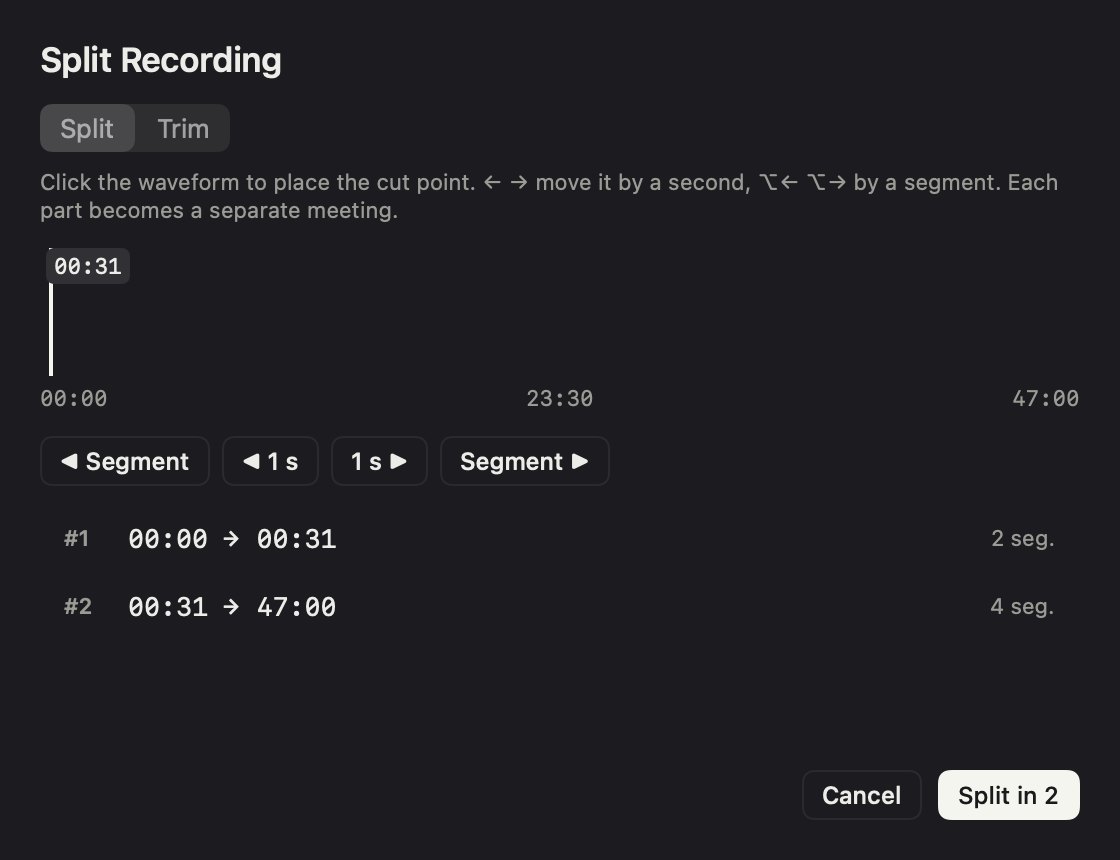 Split Recording
Split Trim
Click the waveform to place the cut point. ← → move it by a second, ⌥← ⌥→ by a segment. Each
part becomes a separate meeting.
00:31
00:00 23:30 47:00
◀ Segment ◀ 1 s 1 s ▶ Segment ▶
#1 00:00 → 00:31 2 seg.
#2 00:31 → 47:00 4 seg.
Cancel Split in 2